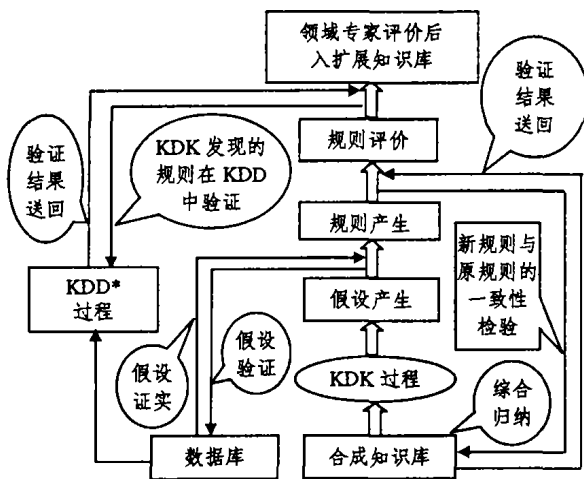 领域专家评价后
入扩展知识库
验证
结果
送回
规则评价
KDK 发现的
规则在 KDD
中验证
验证
结果
送回
规则产生
新规则与
原规则的
一致性
检验
KDD*
过程
假设产生
假设
验证
假设
证实
KDK 过程
综合
归纳
数据库
合成知识库